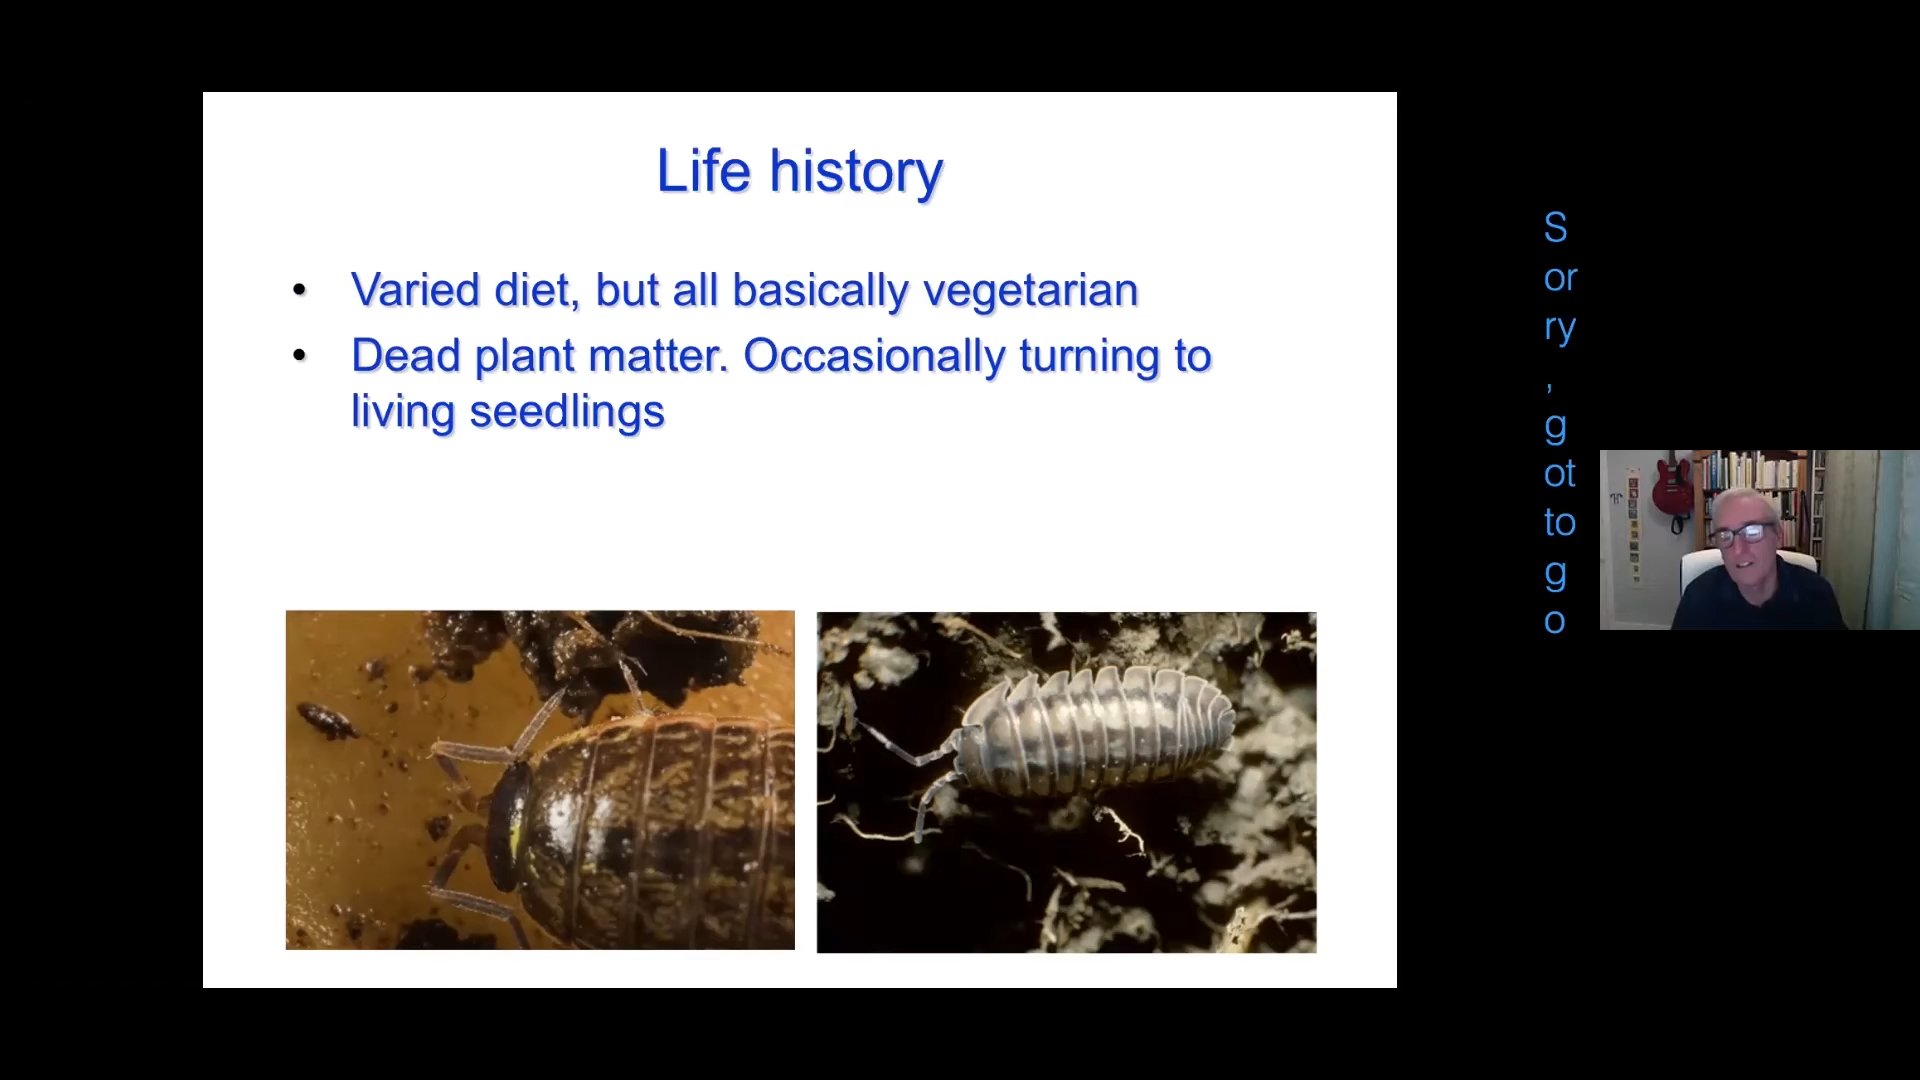 Life history
• Varied diet, but all basically vegetarian
• Dead plant matter. Occasionally turning to
living seedlings
S
or
ry
,
g
ot
to
g
o